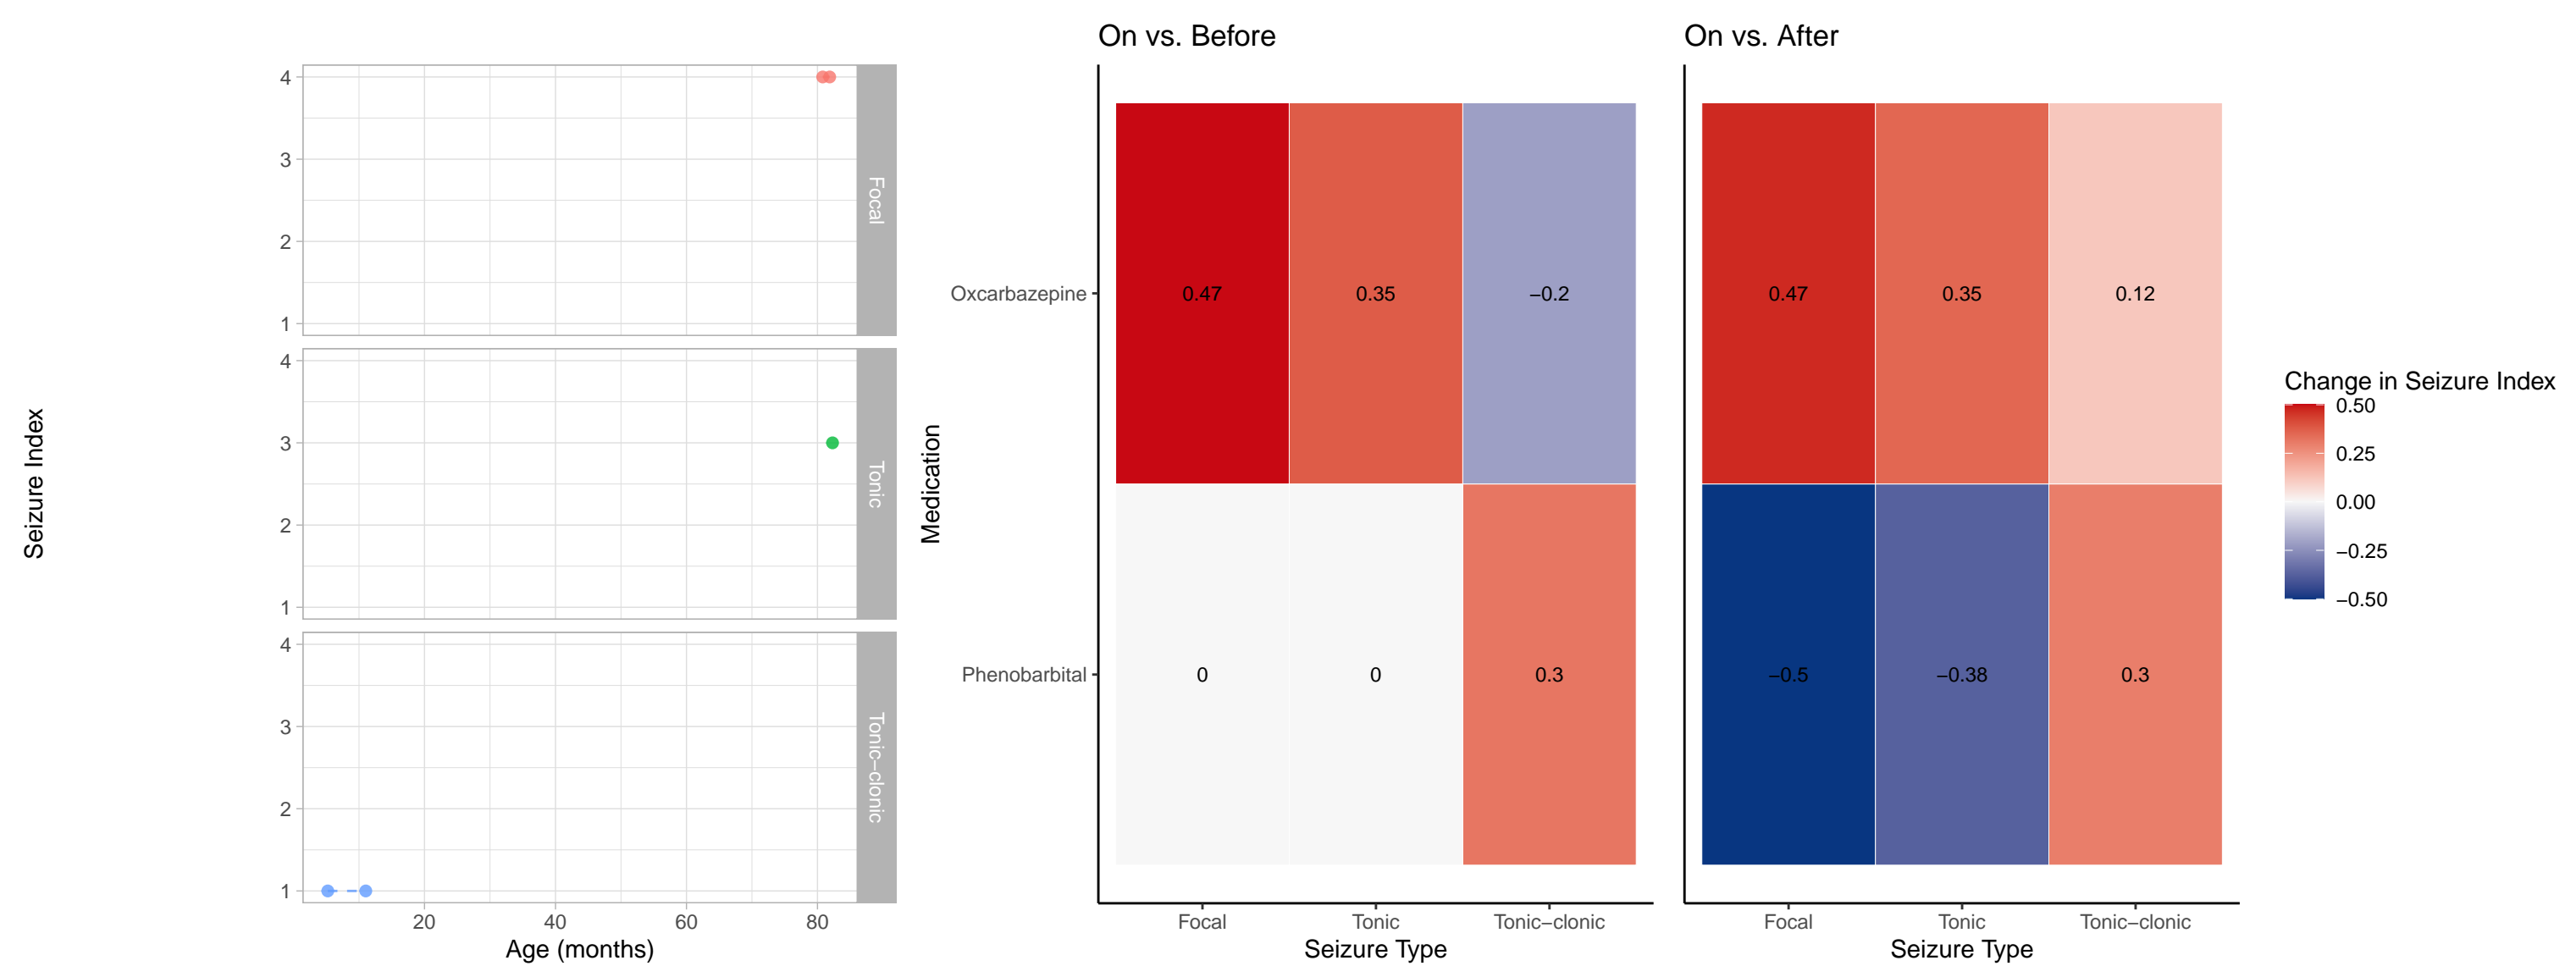 Seizure Index
4
3
2
1
Focal
4
3
2
1
Tonic
4
3
2
1
Tonic−clonic
20 40 60 80
Age (months)
On vs. Before
Medication
Oxcarbazepine
Phenobarbital
0.47 0.35 −0.2
0 0 0.3
Focal Tonic Tonic−clonic
Seizure Type
On vs. After
0.47 0.35 0.12
−0.5 −0.38 0.3
Focal Tonic Tonic−clonic
Seizure Type
Change in Seizure Index
0.50
0.25
0.00
−0.25
−0.50